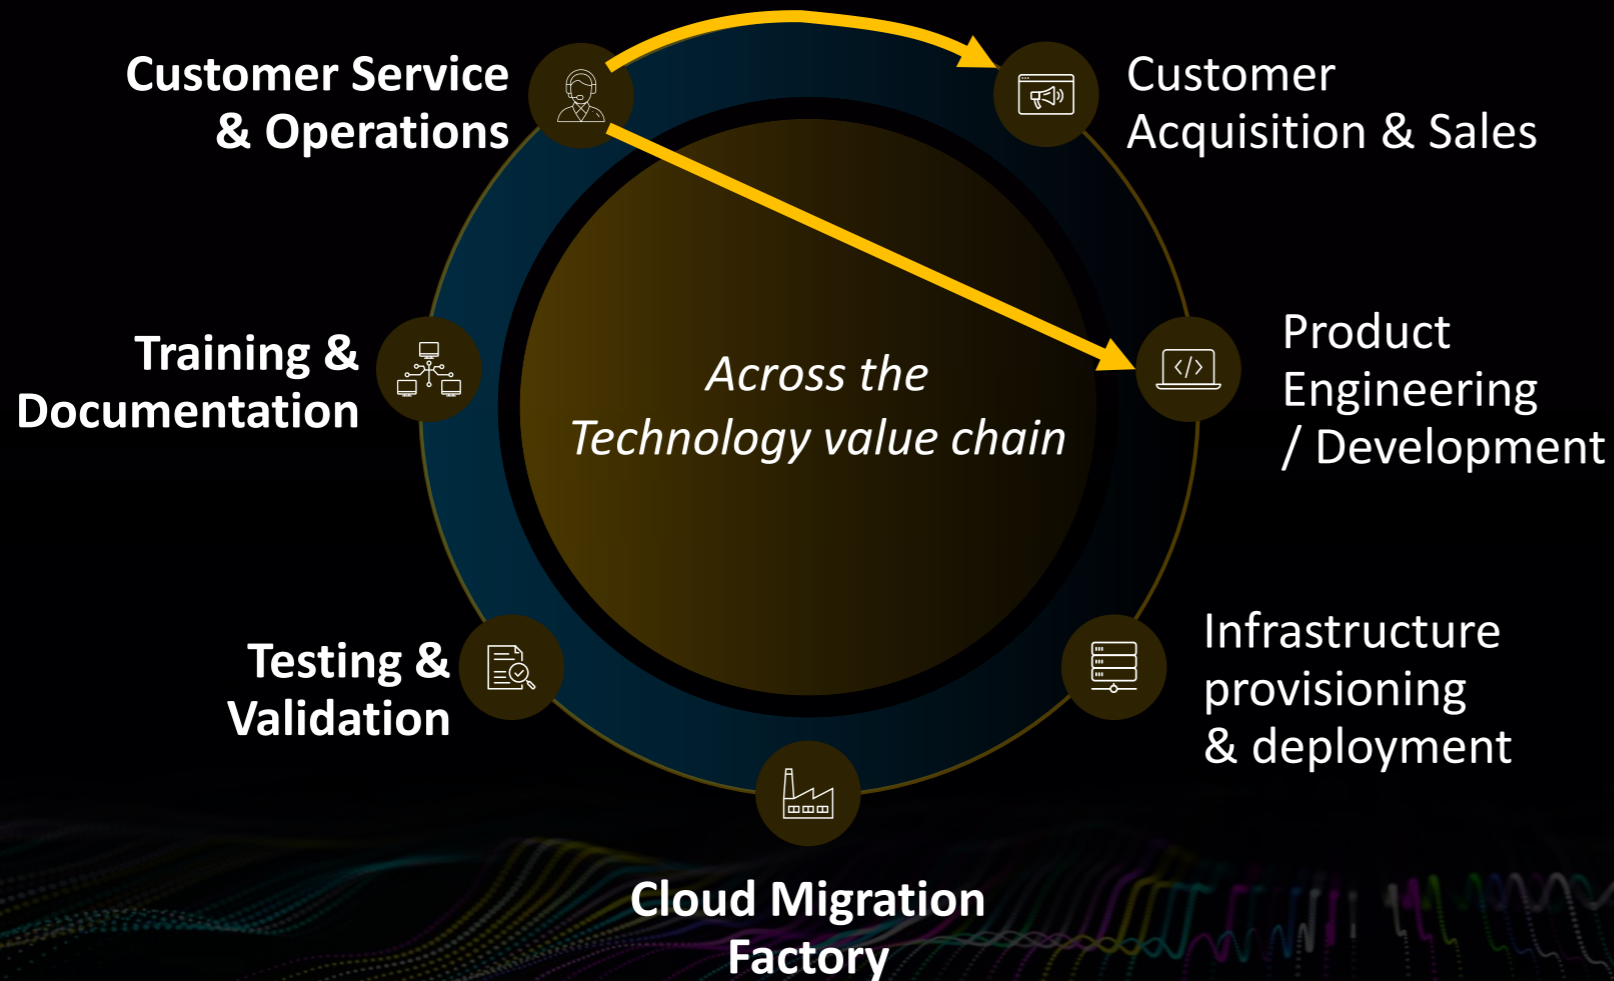 Customer Service
& Operations
Customer
Acquisition & Sales
Training &
Documentation
Across the
Technology value chain
Product
Engineering
/ Development
Testing &
Validation
Infrastructure
provisioning
& deployment
Cloud Migration
Factory